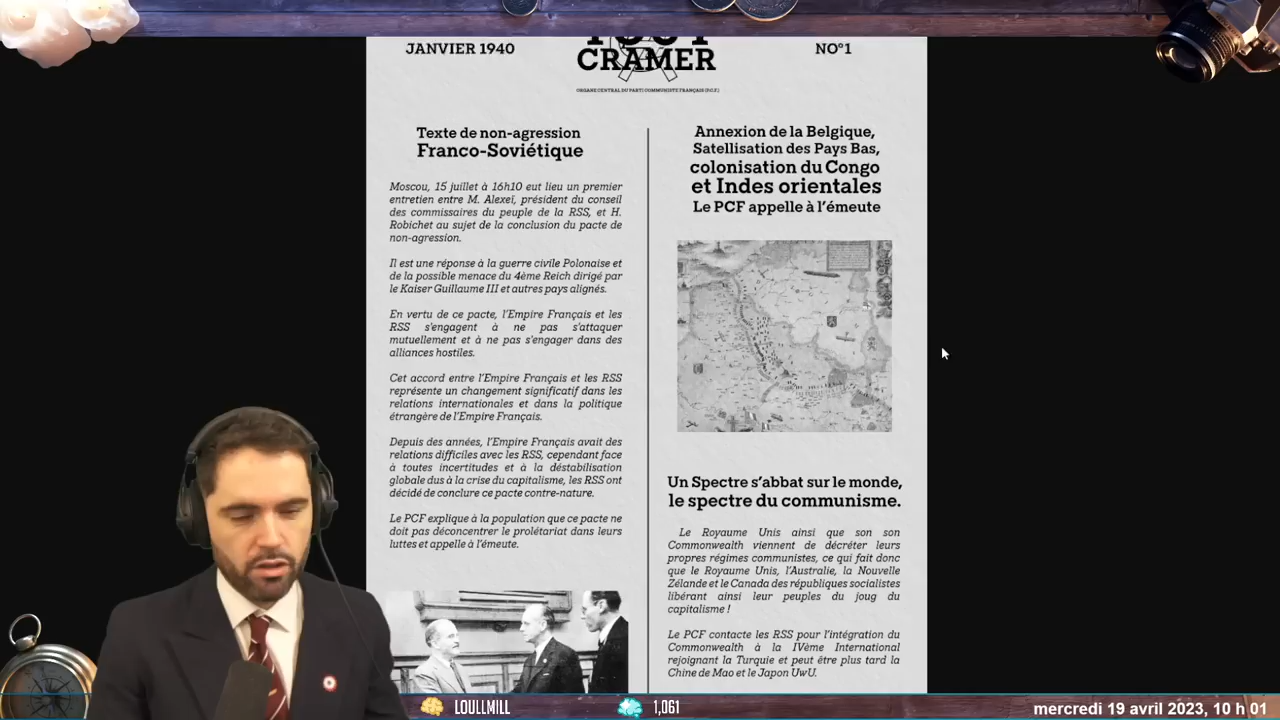 JANVIER 1940
CRAMER
NO°1
ORGANE CENTRAL DU PARTI COMMUNISTE FRANÇAIS (P.C.F.)
Texte de non-agression
Franco-Soviétique
Moscou, 15 juillet à 16h10 eut lieu un premier
entretien entre M. Alexeï, président du conseil
des commissaires du peuple de la RSS, et H.
Robichet au sujet de la conclusion du pacte de
non-agression.
Il est une réponse à la guerre civile Polonaise et
de la possible menace du 4ème Reich dirigé par
le Kaiser Guillaume III et autres pays alignés.
En vertu de ce pacte, l'Empire Français et les
RSS s'engagent à ne pas s'attaquer
mutuellement et à ne pas s'engager dans des
alliances hostiles.
Cet accord entre l'Empire Français et les RSS
représente un changement significatif dans les
relations internationales et dans la politique
étrangère de l'Empire Français.
Depuis des années, l'Empire Français avait des
relations difficiles avec les RSS, cependant face
à toutes incertitudes et à la déstabilisation
globale dus à la crise du capitalisme, les RSS ont
décidé de conclure ce pacte contre-nature.
Le PCF explique à la population que ce pacte ne
doit pas déconcentrer le prolétariat dans leurs
luttes et appelle à l'émeute.
Annexion de la Belgique,
Satellisation des Pays Bas,
colonisation du Congo
et Indes orientales
Le PCF appelle à l'émeute
Un Spectre s'abbat sur le monde,
le spectre du communisme.
Le Royaume Unis ainsi que son son
Commonwealth viennent de décréter leurs
propres régimes communistes, ce qui fait donc
que le Royaume Unis, l'Australie, la Nouvelle
Zélande et le Canada des républiques socialistes
libérant ainsi leur peuples du joug du
capitalisme !
Le PCF contacte les RSS pour l'intégration du
Commonwealth à la IVème International
rejoignant la Turquie et peut être plus tard la
Chine de Mao et le Japon UwU.
LOULLMILL
1,061
mercredi 19 avril 2023, 10 h 01